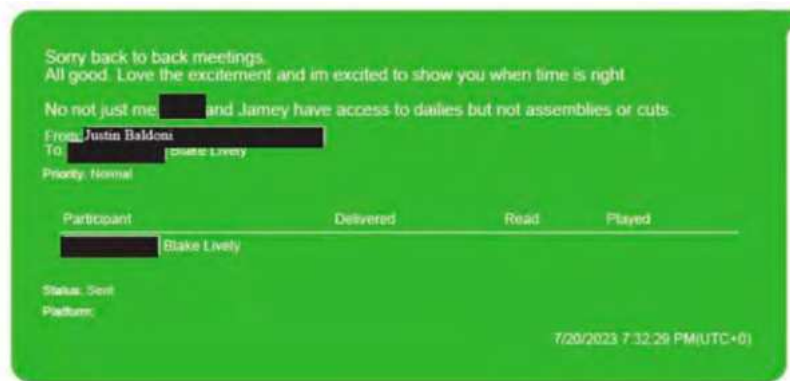 Sorry back to back meetings.
All good. Love the excitement and im excited to show you when time is right
No not just me and Jamey have access to dailies but not assemblies or cuts.
From: Justin Baldoni
To: Blake Lively
Priority: Normal
Participant Delivered Read Played
Blake Lively
Status: Sent
Platform:
7/20/2023 7:32:29 PM(UTC+0)